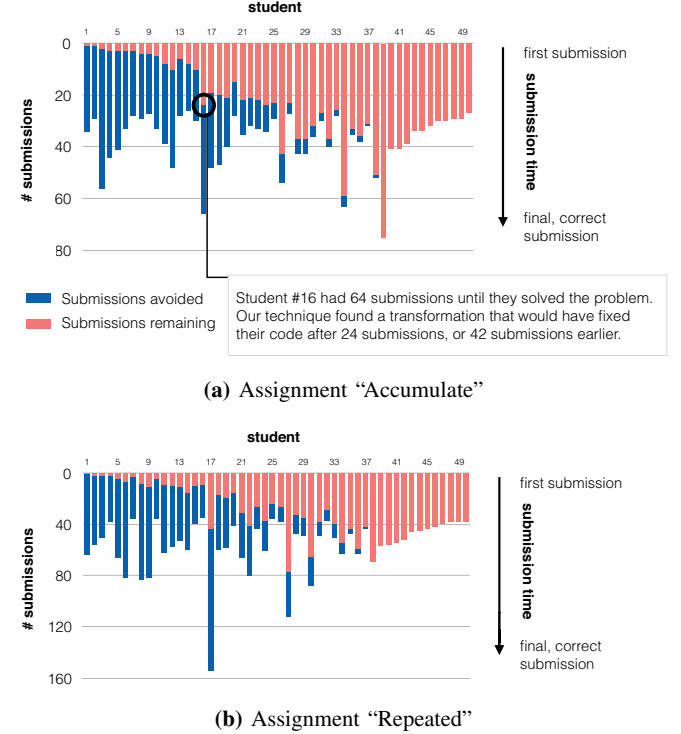 student
1 5 9 13 17 21 25 29 33 37 41 45 49
0
20
40
60
80
# submissions
first submission
submission time
final, correct
submission
Submissions avoided
Submissions remaining
Student #16 had 64 submissions until they solved the problem.
Our technique found a transformation that would have fixed
their code after 24 submissions, or 42 submissions earlier.
(a) Assignment “Accumulate”
student
1 5 9 13 17 21 25 29 33 37 41 45 49
0
40
80
120
160
# submissions
first submission
submission time
final, correct
submission
(b) Assignment “Repeated”